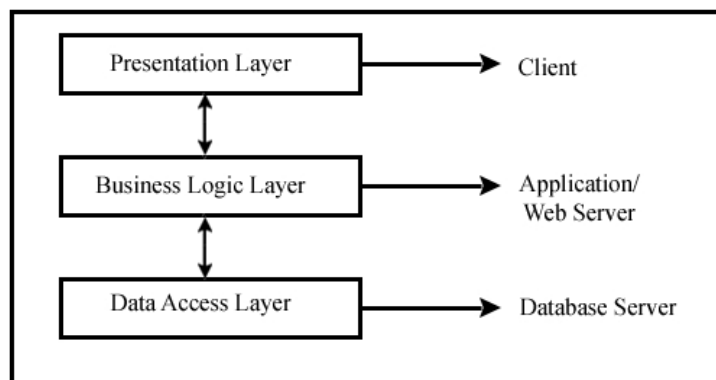 Presentation Layer
Client
Business Logic Layer
Application/
Web Server
Data Access Layer
Database Server